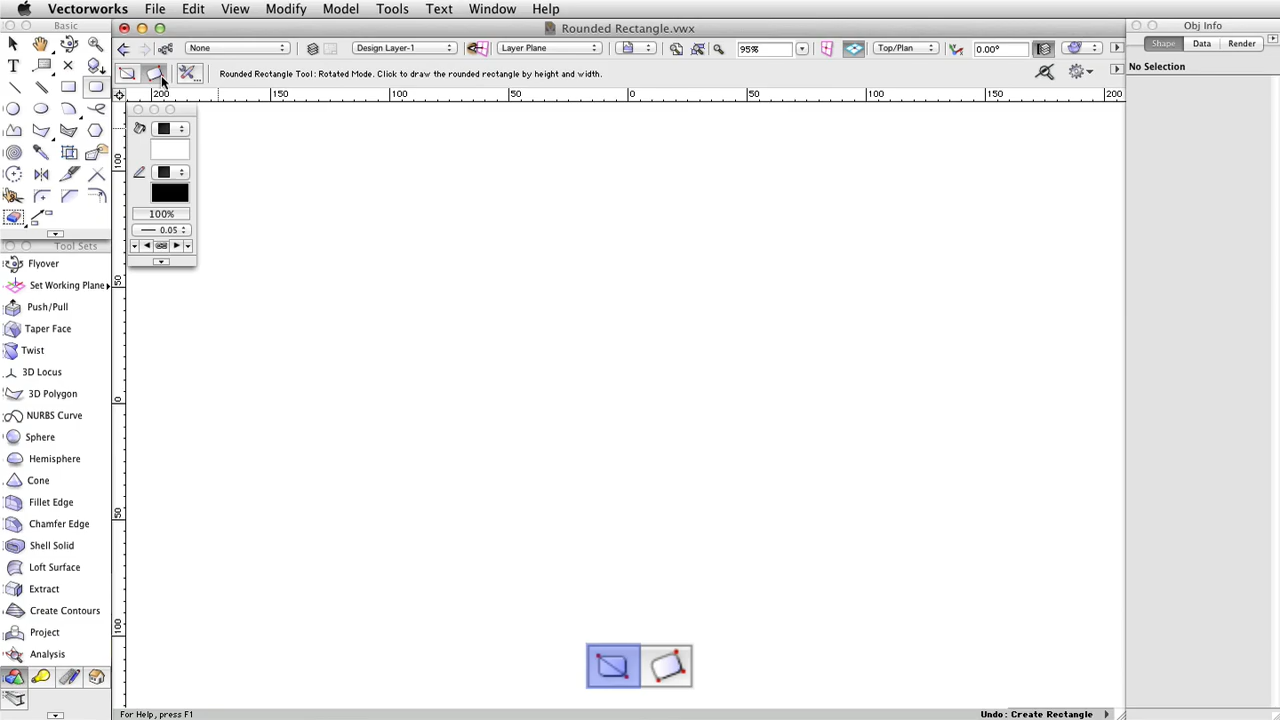 Vectorworks File Edit View Modify Model Tools Text Window Help
Basic
Rounded Rectangle.vwx
Obj Info
None
Design Layer-1
Layer Plane
95%
Top/Plan
0.00°
Shape Data Render
Rounded Rectangle Tool: Rotated Mode. Click to draw the rounded rectangle by height and width.
No Selection
200 150 100 50 0 50 100 150 200
100
50
0
50
100
100%
0.05
Tool Sets
Flyover
Set Working Plane
Push/Pull
Taper Face
Twist
3D Locus
3D Polygon
NURBS Curve
Sphere
Hemisphere
Cone
Fillet Edge
Chamfer Edge
Shell Solid
Loft Surface
Extract
Create Contours
Project
Analysis
For Help, press F1
Undo: Create Rectangle